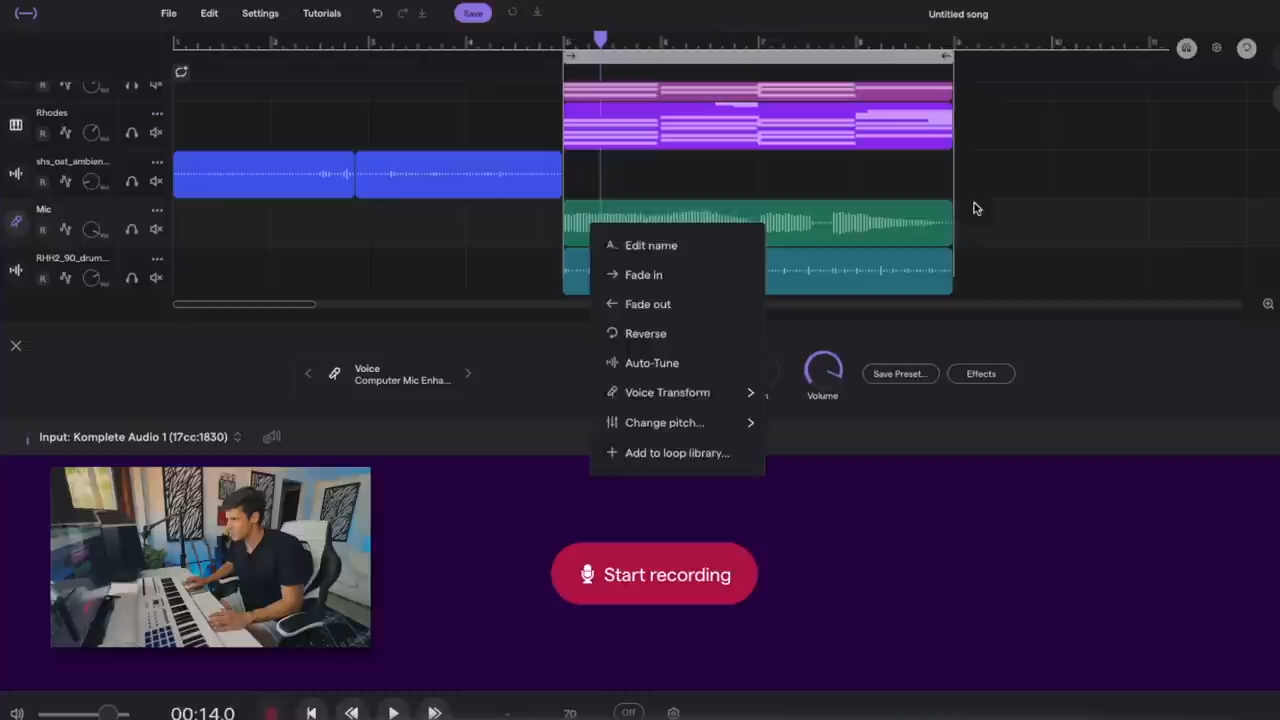 File Edit Settings Tutorials Save Untitled song
Rhodes
R
shs_oat_ambien...
R
Mic
R
RHH2_90_drum...
R
Edit name
Fade in
Fade out
Reverse
Auto-Tune
Voice Transform
Change pitch...
Add to loop library...
Voice
Computer Mic Enha...
Volume
Save Preset...
Effects
Input: Komplete Audio 1 (17cc:1830)
Start recording
00:14.0
70
Off